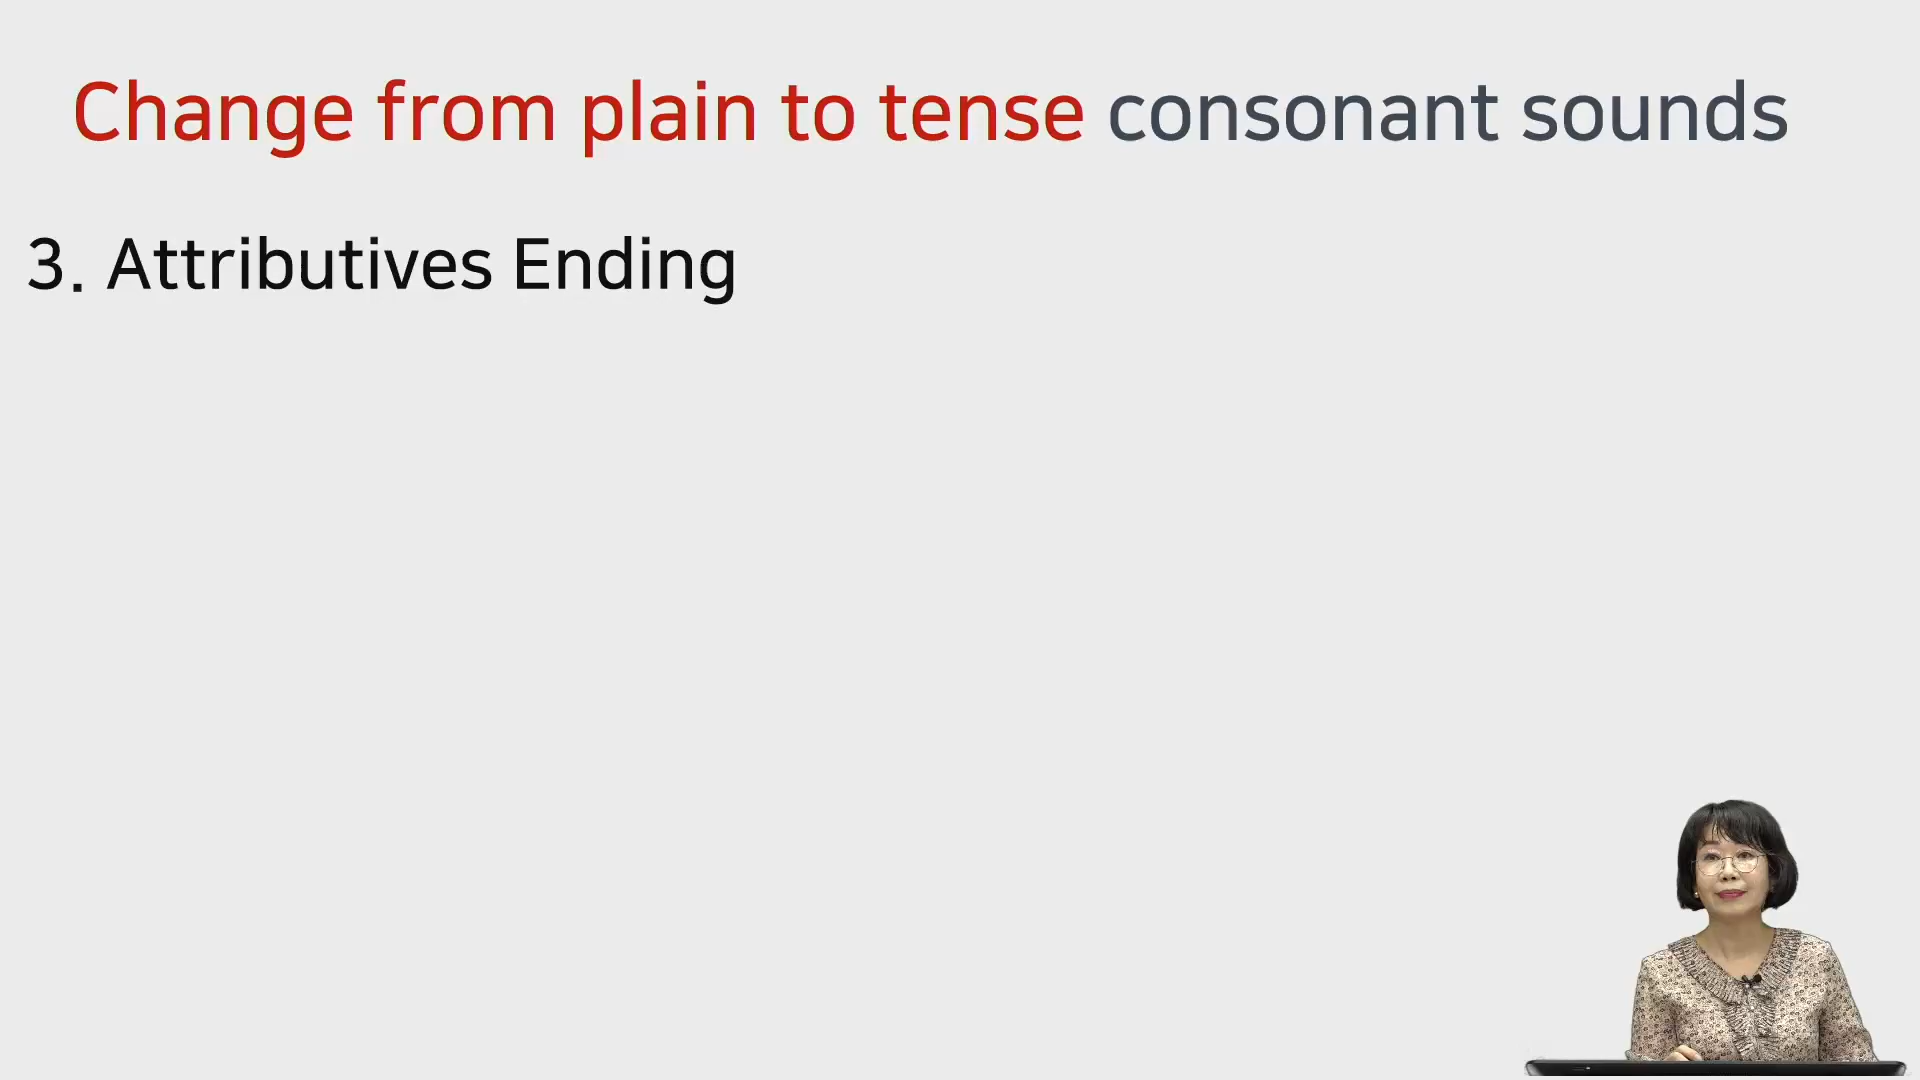 Change from plain to tense consonant sounds
3. Attributives Ending